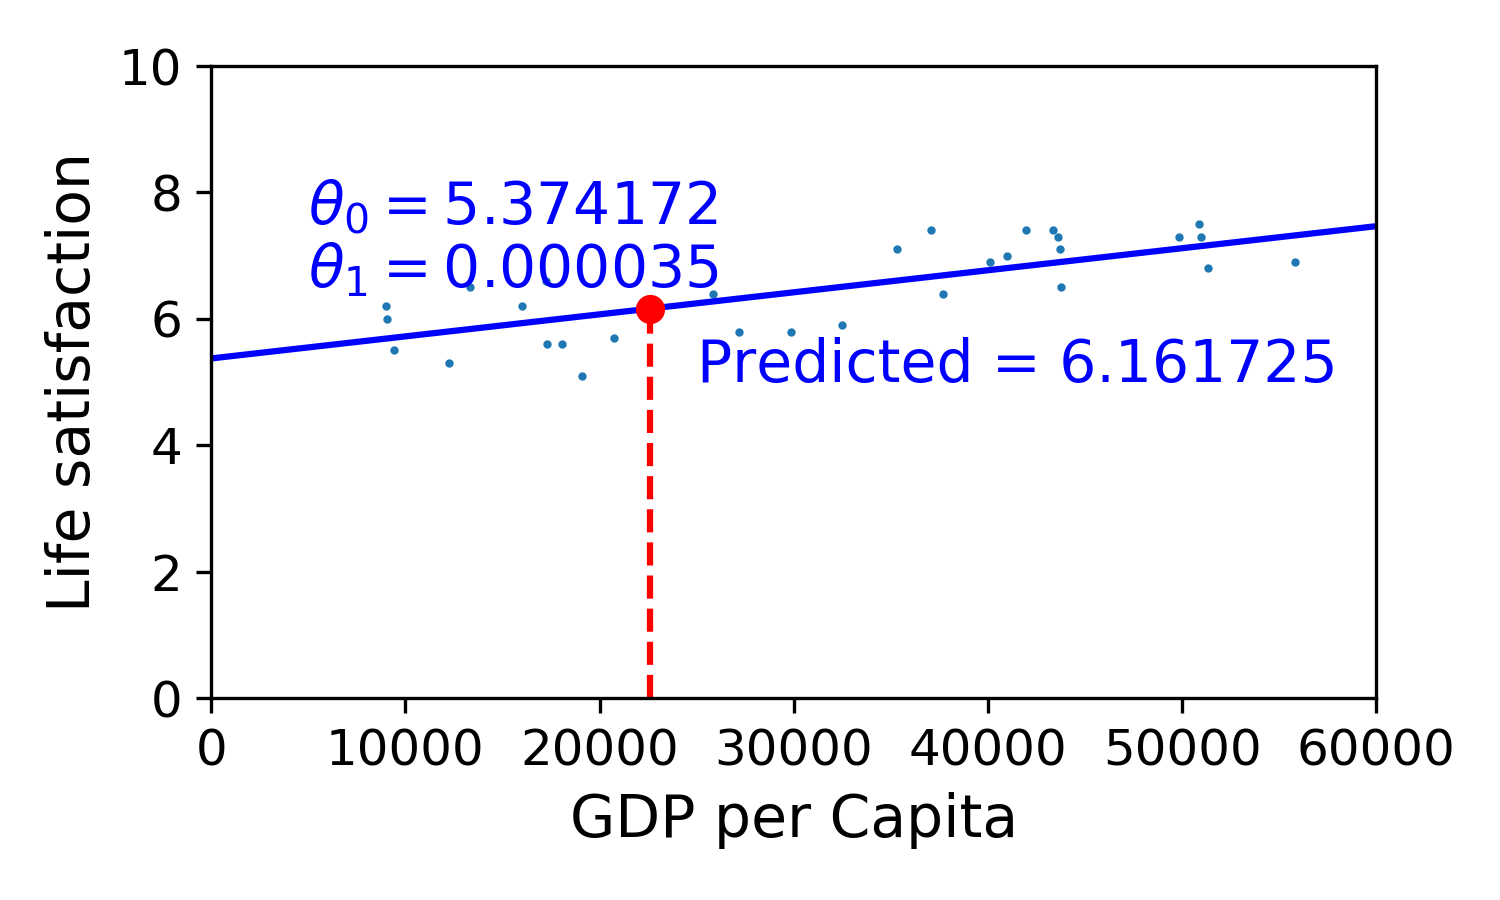 10
8
6
4
2
0
Life satisfaction
θ0 = 5.374172
θ1 = 0.000035
Predicted = 6.161725
0 10000 20000 30000 40000 50000 60000
GDP per Capita